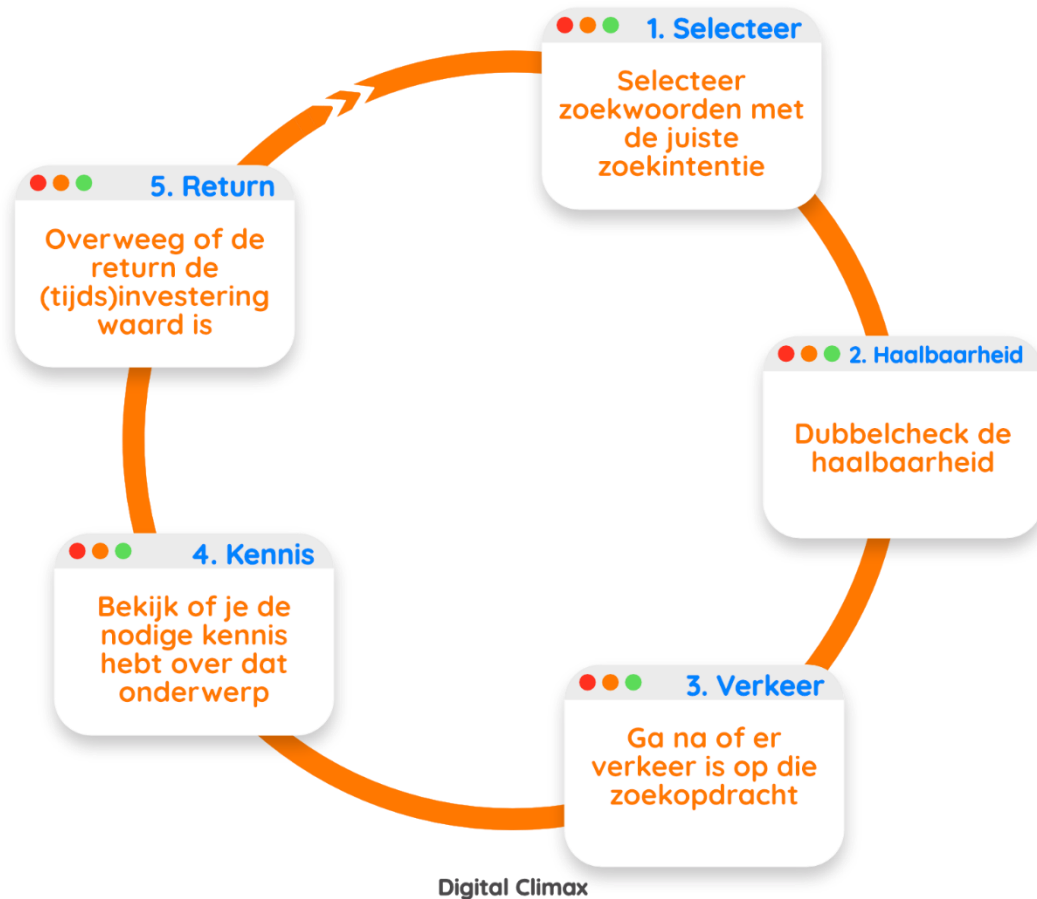 1. Selecteer
Selecteer
zoekwoorden met
de juiste
zoekintentie
2. Haalbaarheid
Dubbelcheck de
haalbaarheid
3. Verkeer
Ga na of er
verkeer is op die
zoekopdracht
4. Kennis
Bekijk of je de
nodige kennis
hebt over dat
onderwerp
5. Return
Overweeg of de
return de
(tijds)investering
waard is
Digital Climax